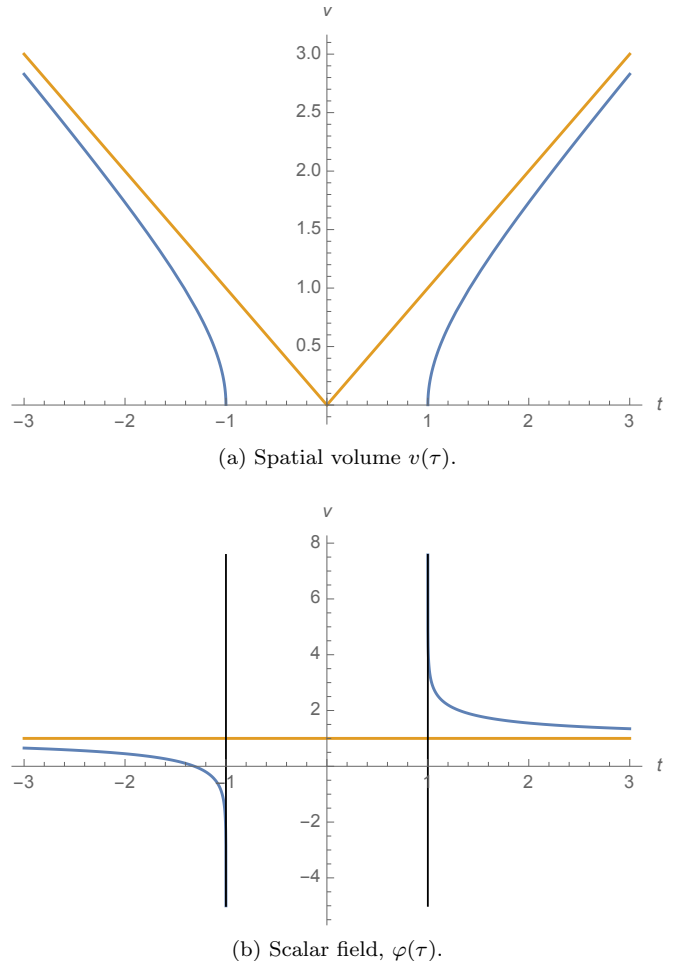 v
3.0
2.5
2.0
1.5
1.0
0.5
−3 −2 −1 1 2 3 t
(a) Spatial volume v(τ).
v
8
6
4
2
−3 −2 −1 1 2 3 t
−2
−4
(b) Scalar field, φ(τ).